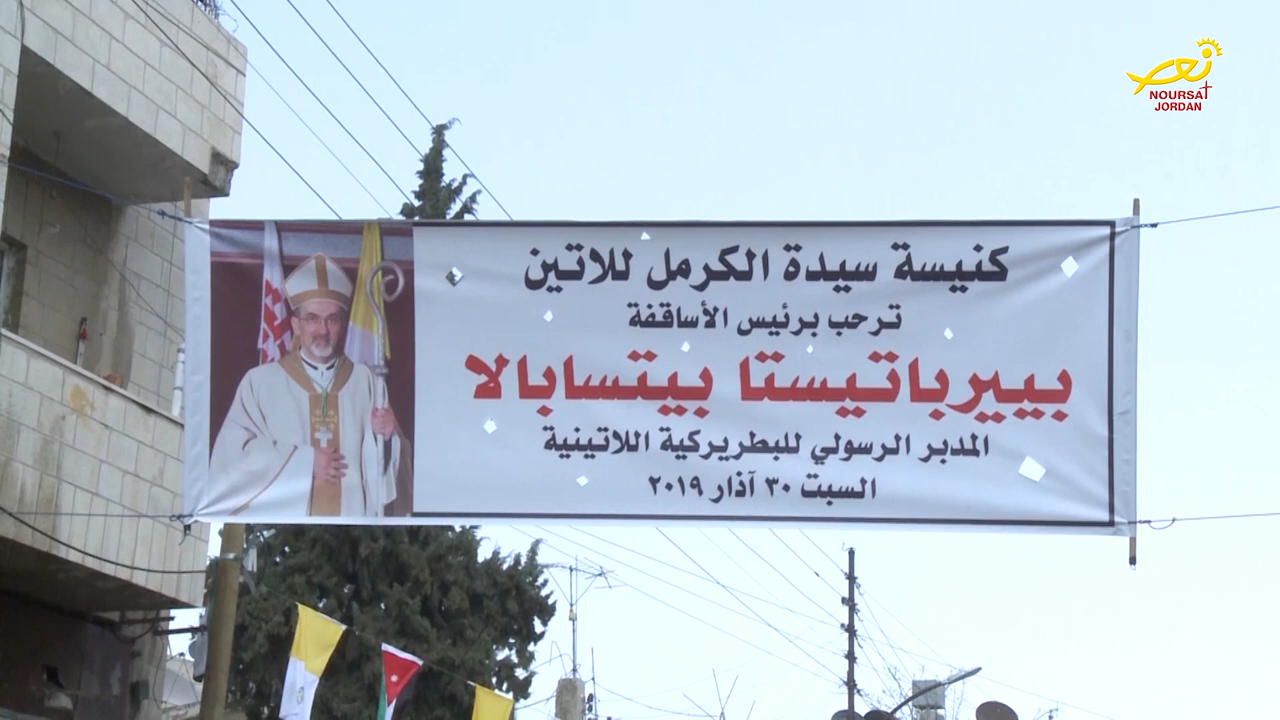 نور
NOURSAT
JORDAN
كنيسة سيدة الكرمل للاتين
ترحب برئيس الأساقفة
بييرباتيستا بيتسابالا
المدبر الرسولي للبطريركية اللاتينية
السبت ٣٠ آذار ٢٠١٩